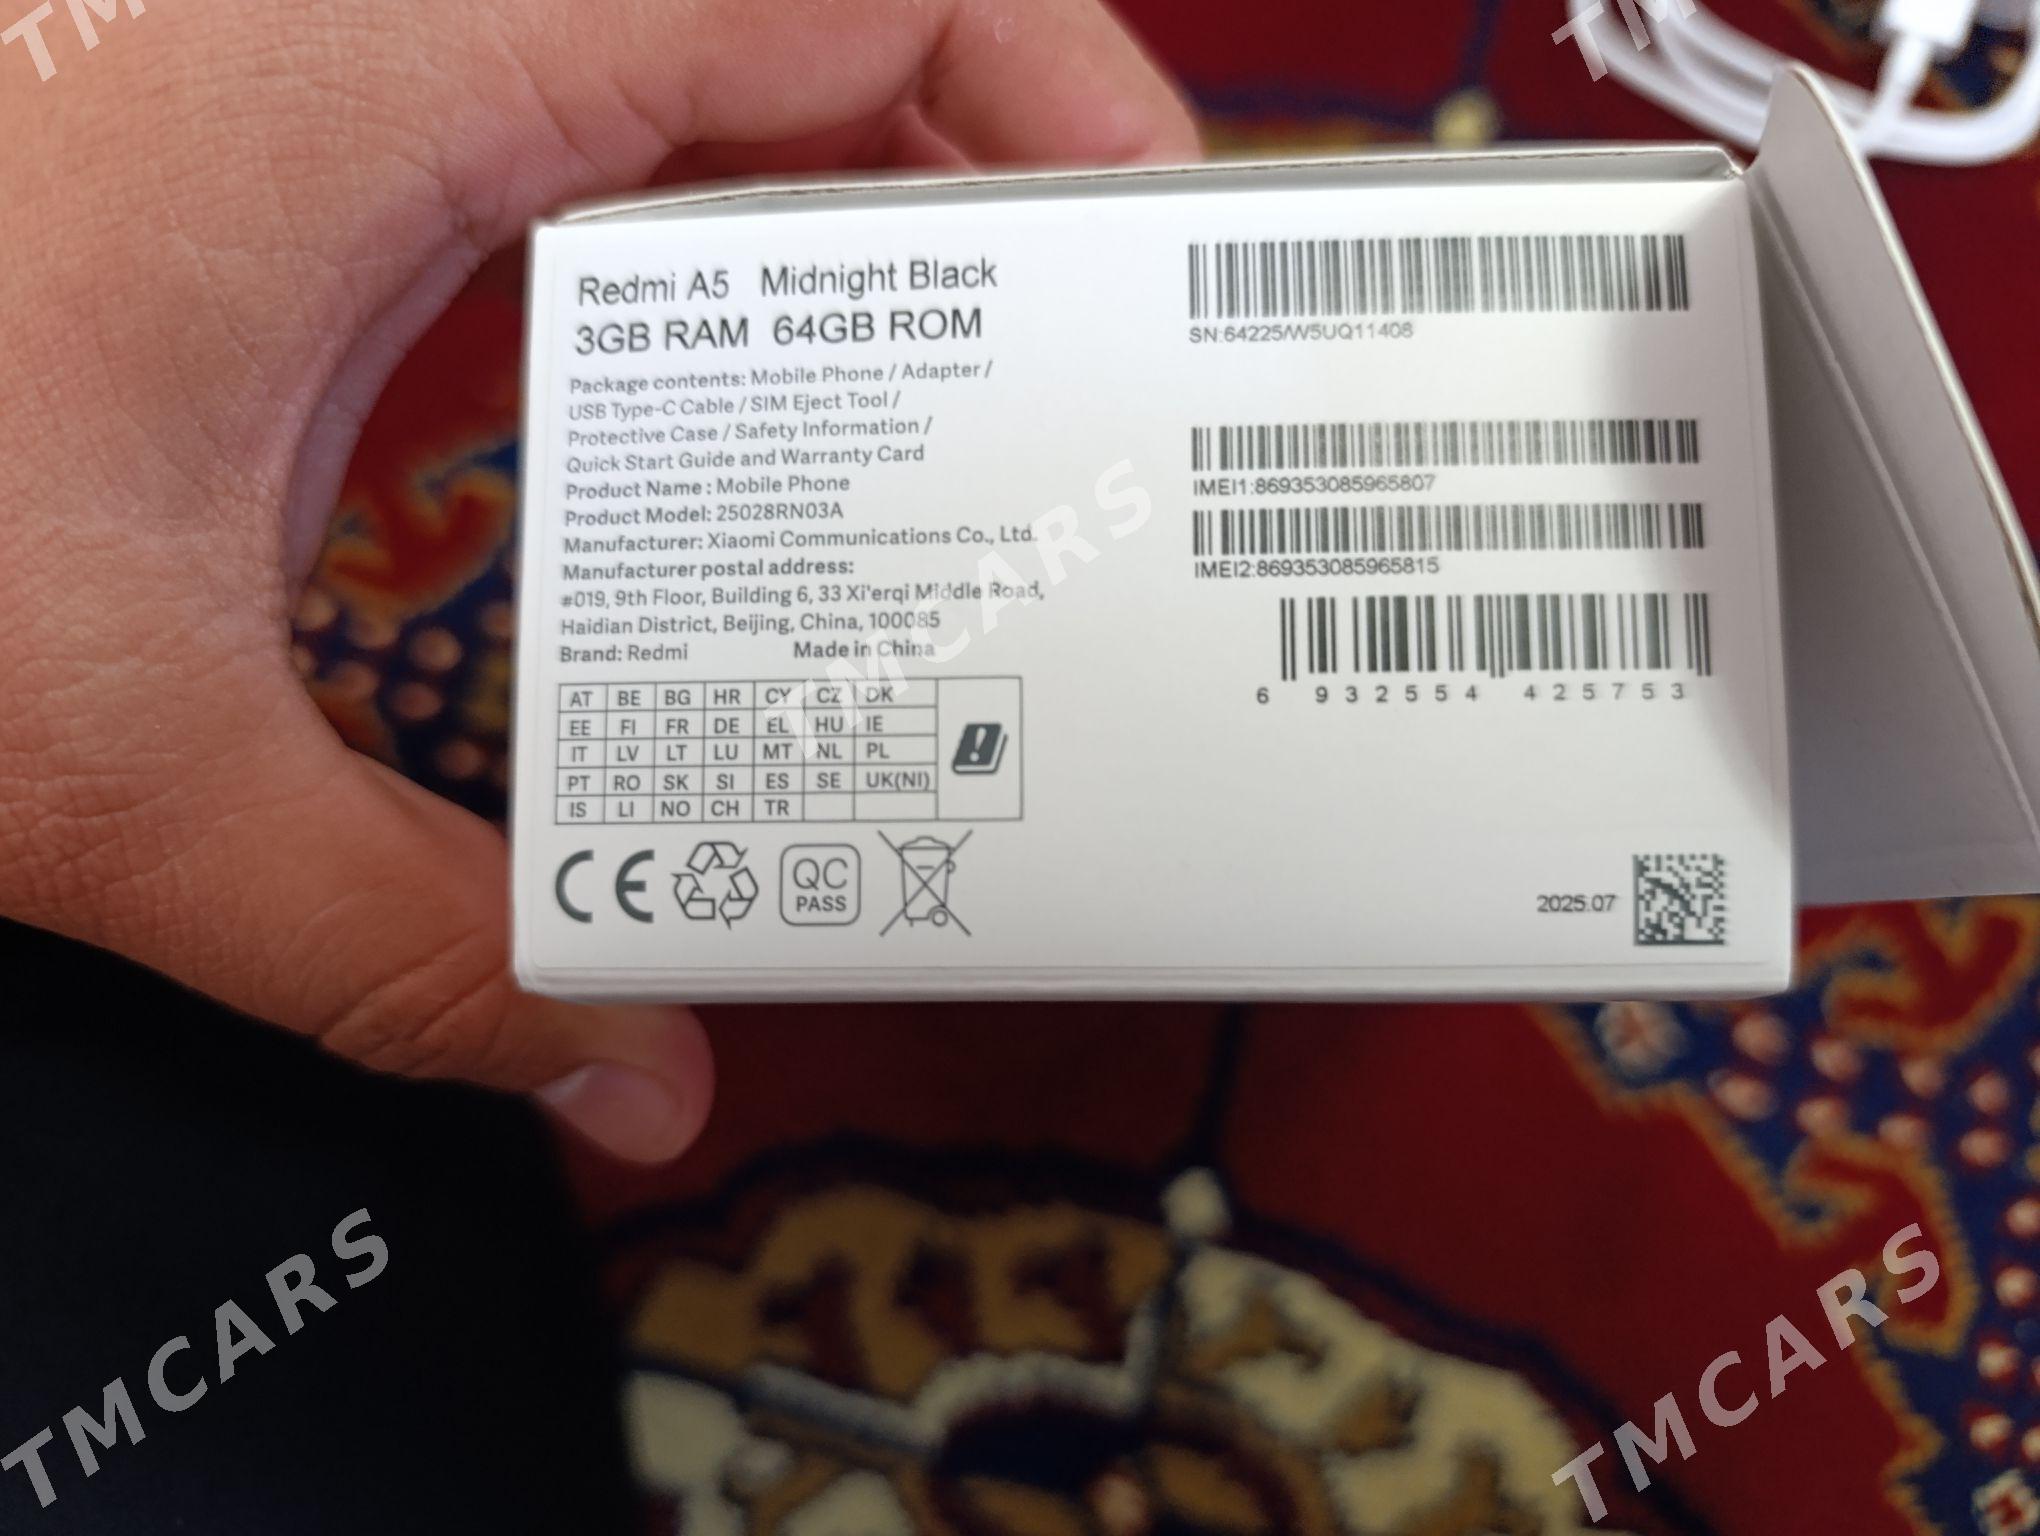 Redmi A5 Midnight Black
3GB RAM 64GB ROM
Package contents: Mobile Phone / Adapter /
USB Type-C Cable / SIM Eject Tool /
Protective Case / Safety Information /
Quick Start Guide and Warranty Card
Product Name : Mobile Phone
Product Model: 25028RN03A
Manufacturer: Xiaomi Communications Co., Ltd.
Manufacturer postal address:
#019, 9th Floor, Building 6, 33 Xi'erqi Middle Road,
Haidian District, Beijing, China, 100085
Brand: Redmi Made in China
AT BE BG HR CY CZ DK
EE FI FR DE EL HU IE
IT LV LT LU MT NL PL
PT RO SK SI ES SE UK(NI)
IS LI NO CH TR
CE
QC
PASS
SN:64225/W5UQ11408
IMEI1:869353085965807
IMEI2:869353085965815
6 932554 425753
2025.07
TMCARS
TMCARS
TMCARS